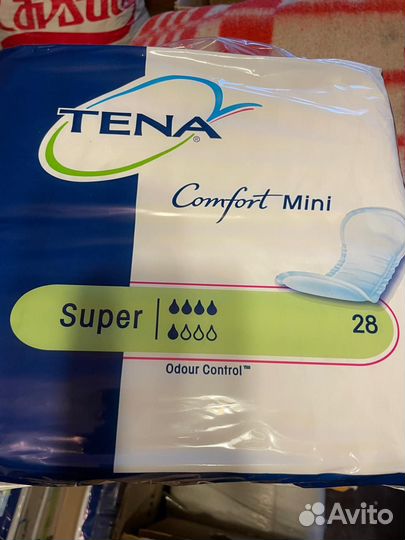 TENA
®
Comfort Mini
Super
28
Odour Control™
Avito